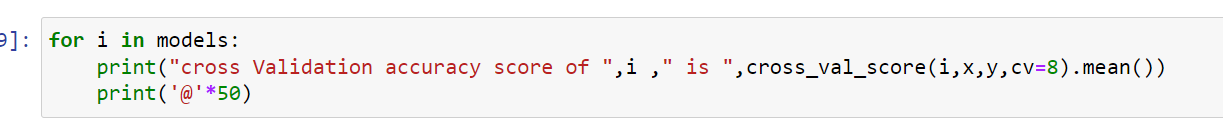 9]: for i in models:
    print("cross Validation accuracy score of ",i ," is ",cross_val_score(i,x,y,cv=8).mean())
    print('@'*50)